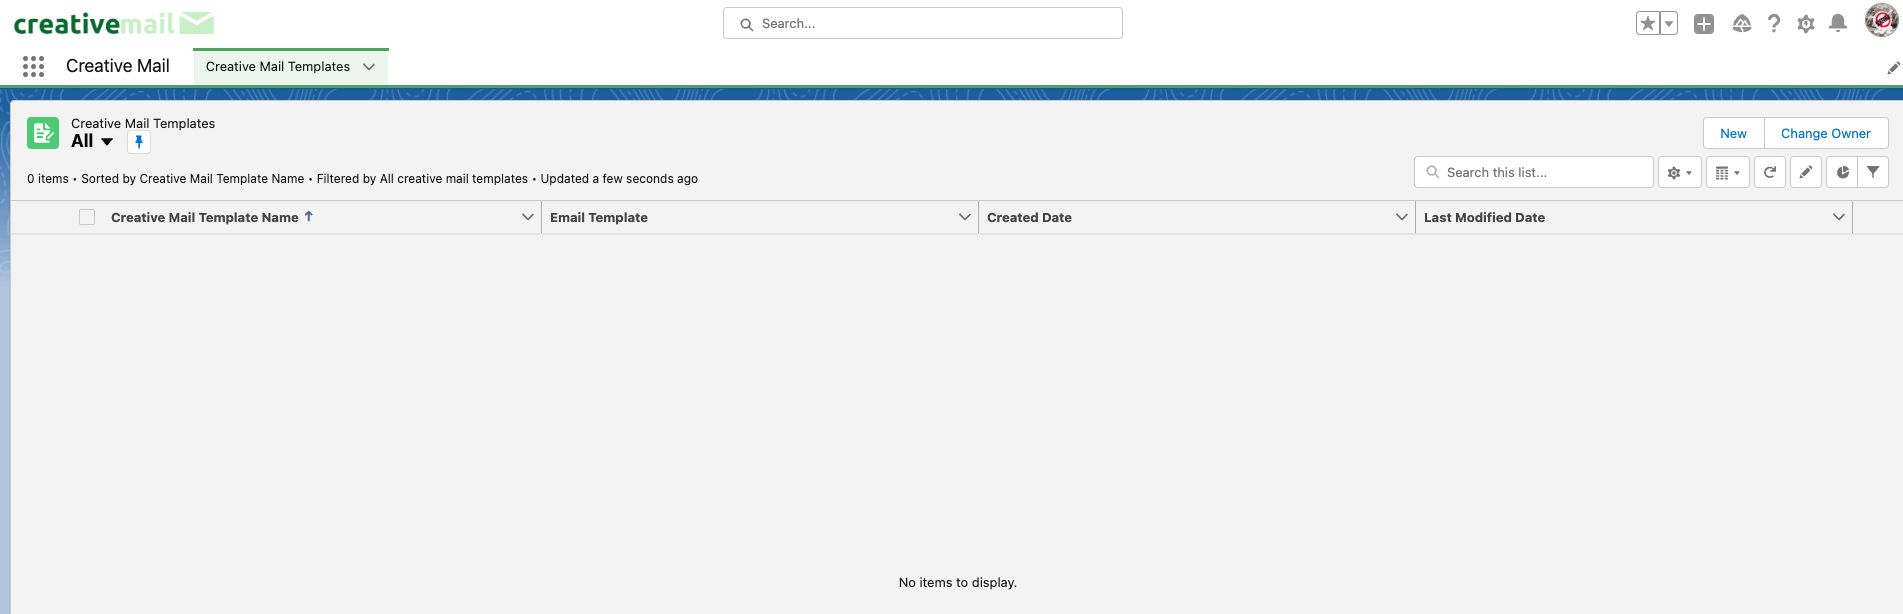 creativemail
Search...
Creative Mail
Creative Mail Templates
Creative Mail Templates
All
New
Change Owner
0 items • Sorted by Creative Mail Template Name • Filtered by All creative mail templates • Updated a few seconds ago
Search this list...
Creative Mail Template Name
Email Template
Created Date
Last Modified Date
No items to display.